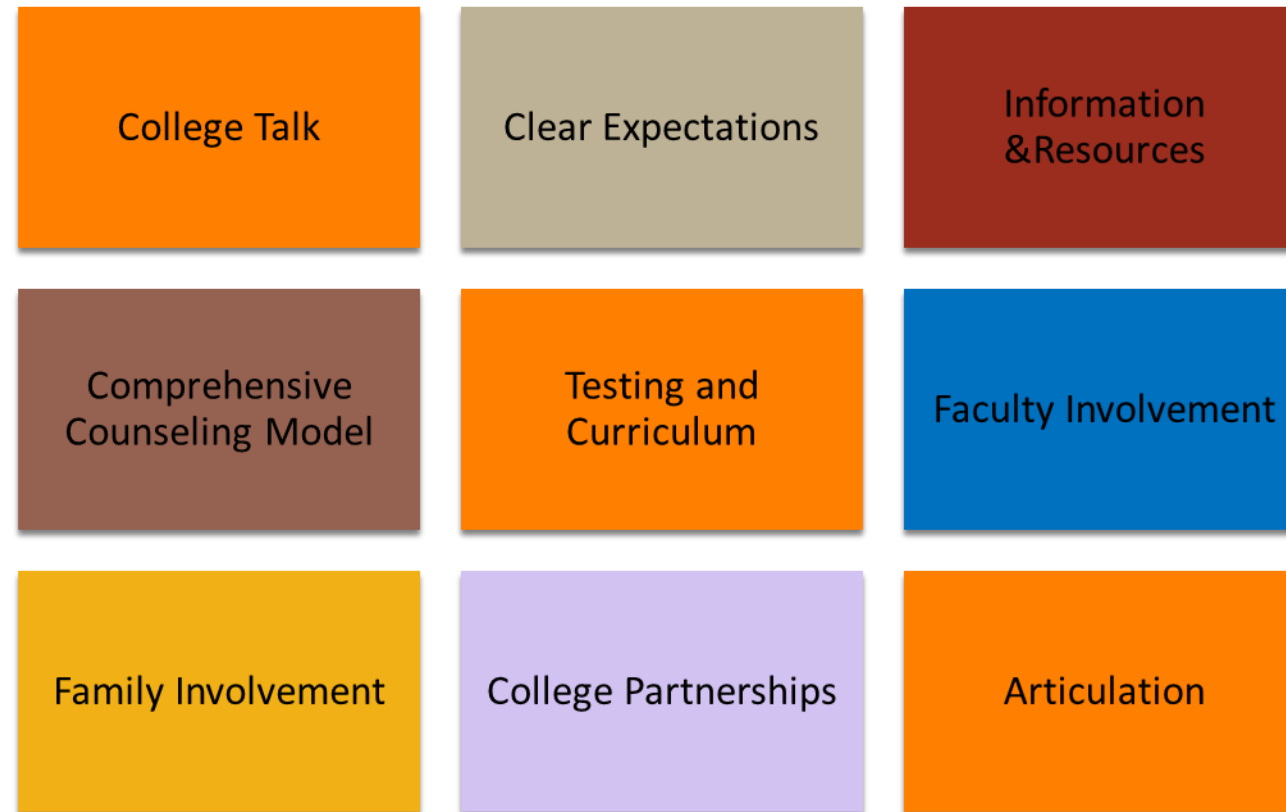 College Talk
Clear Expectations
Information
&Resources
Comprehensive
Counseling Model
Testing and
Curriculum
Faculty Involvement
Family Involvement
College Partnerships
Articulation